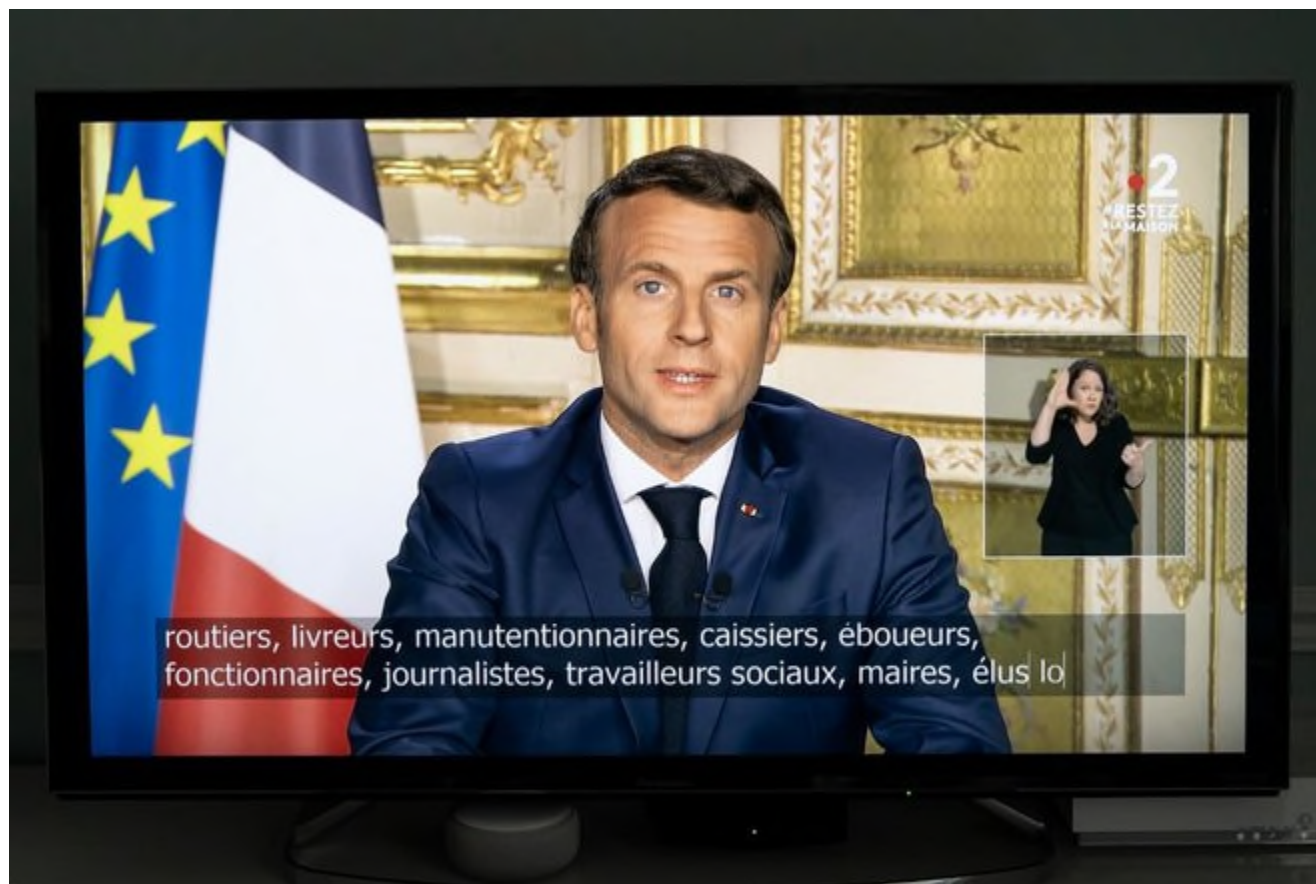 2
#RESTEZ
À LA MAISON
routiers, livreurs, manutentionnaires, caissiers, éboueurs,
fonctionnaires, journalistes, travailleurs sociaux, maires, élus lo